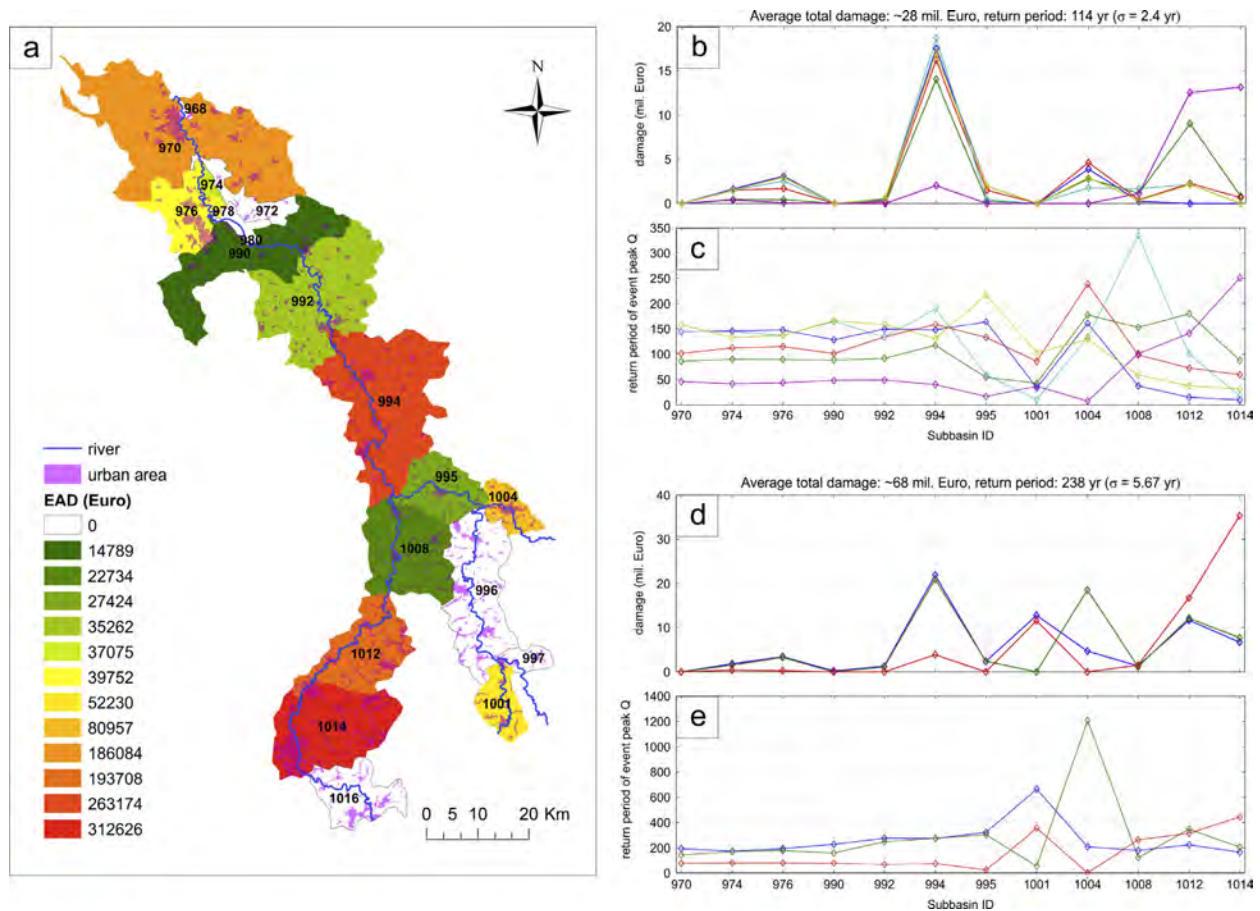 a
N
968
970
974
976
978
972
980
990
992
994
995
1004
1008
996
997
1012
1001
1014
1016
river
urban area
EAD (Euro)
0
14789
22734
27424
35262
37075
39752
52230
80957
186084
193708
263174
312626
0 5 10 20 Km
Average total damage: ~28 mil. Euro, return period: 114 yr (σ = 2.4 yr)
b
damage (mil. Euro)
20
15
10
5
0
c
return period of event peak Q
350
300
250
200
150
100
50
0
970 974 976 990 992 994 995 1001 1004 1008 1012 1014
Subbasin ID
Average total damage: ~68 mil. Euro, return period: 238 yr (σ = 5.67 yr)
d
damage (mil. Euro)
40
30
20
10
0
e
return period of event peak Q
1400
1200
1000
800
600
400
200
0
970 974 976 990 992 994 995 1001 1004 1008 1012 1014
Subbasin ID